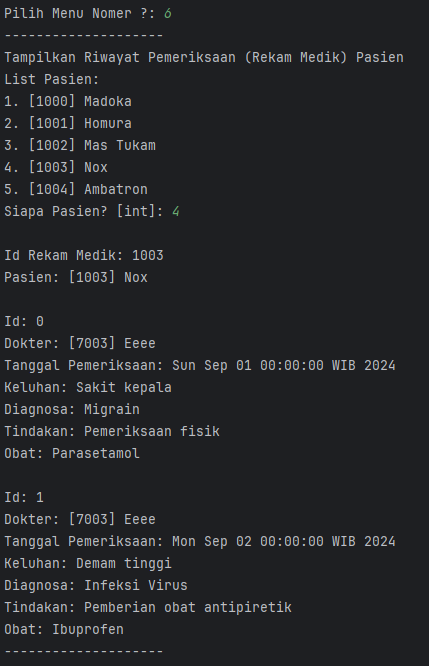 Pilih Menu Nomer ?: 6
--------------------
Tampilkan Riwayat Pemeriksaan (Rekam Medik) Pasien
List Pasien:
1. [1000] Madoka
2. [1001] Homura
3. [1002] Mas Tukam
4. [1003] Nox
5. [1004] Ambatron
Siapa Pasien? [int]: 4

Id Rekam Medik: 1003
Pasien: [1003] Nox

Id: 0
Dokter: [7003] Eeee
Tanggal Pemeriksaan: Sun Sep 01 00:00:00 WIB 2024
Keluhan: Sakit kepala
Diagnosa: Migrain
Tindakan: Pemeriksaan fisik
Obat: Parasetamol

Id: 1
Dokter: [7003] Eeee
Tanggal Pemeriksaan: Mon Sep 02 00:00:00 WIB 2024
Keluhan: Demam tinggi
Diagnosa: Infeksi Virus
Tindakan: Pemberian obat antipiretik
Obat: Ibuprofen
--------------------